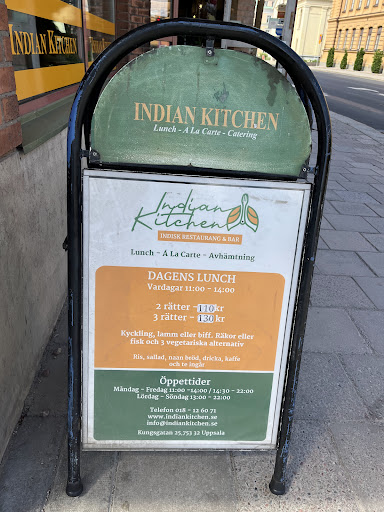 INDIAN KITCHEN
INDIAN KITCHEN
Lunch - A La Carte - Catering
Indian
Kitchen
INDISK RESTAURANG & BAR
Lunch - A La Carte - Avhämtning
DAGENS LUNCH
Vardagar 11:00 - 14:00
2 rätter - 110 kr
3 rätter - 130 kr
Kyckling, lamm eller biff. Räkor eller
fisk och 3 vegetariska alternativ
Ris, sallad, naan bröd, dricka, kaffe
och te ingår
Öppettider
Måndag - Fredag 11:00 -14:00 / 14:30 - 22:00
Lördag - Söndag 13:00 - 22:00
Telefon 018 - 12 60 71
www.indiankitchen.se
info@indiankitchen.se
Kungsgatan 25,753 32 Uppsala